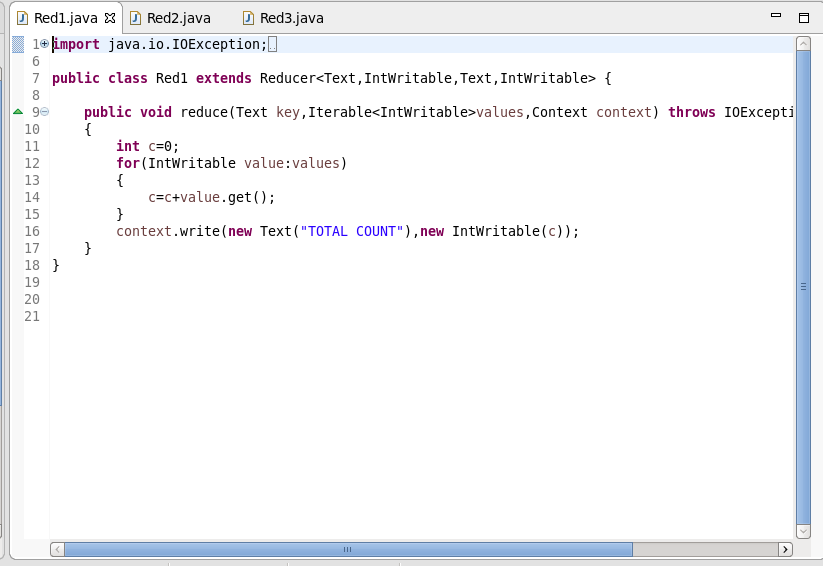 Red1.java Red2.java Red3.java
1 import java.io.IOException;
6
7 public class Red1 extends Reducer<Text,IntWritable,Text,IntWritable> {
8
9 public void reduce(Text key,Iterable<IntWritable>values,Context context) throws IOExcepti
10 {
11 int c=0;
12 for(IntWritable value:values)
13 {
14 c=c+value.get();
15 }
16 context.write(new Text("TOTAL COUNT"),new IntWritable(c));
17 }
18 }
19
20
21